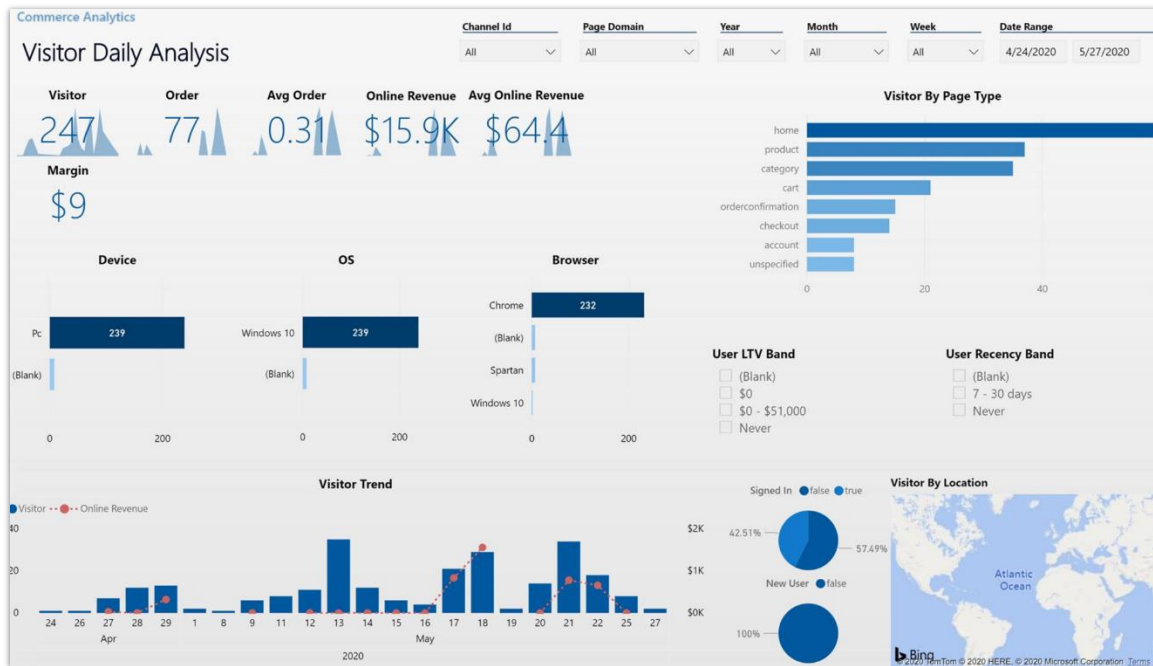 Commerce Analytics
Visitor Daily Analysis
Channel Id
All
Page Domain
All
Year
All
Month
All
Week
All
Date Range
4/24/2020 5/27/2020
Visitor
247
Order
77
Avg Order
0.31
Online Revenue
$15.9K
Avg Online Revenue
$64.4
Margin
$9
Visitor By Page Type
home
product
category
cart
orderconfirmation
checkout
account
unspecified
0 20 40
Device
Pc
239
(Blank)
0 200
OS
Windows 10
239
(Blank)
0 200
Browser
Chrome
232
(Blank)
Spartan
Windows 10
0 200
User LTV Band
(Blank)
$0
$0 - $51,000
Never
User Recency Band
(Blank)
7 - 30 days
Never
Visitor Trend
Visitor Online Revenue
40
20
0
$2K
$1K
$0K
24 26 27 28 29 1 8 9 11 12 13 14 15 16 17 18 19 20 21 22 25 27
Apr May
2020
Signed In false true
42.51%
57.49%
New User false
100%
Visitor By Location
Atlantic
Ocean
Bing
© 2020 TomTom © 2020 HERE, © 2020 Microsoft Corporation Terms